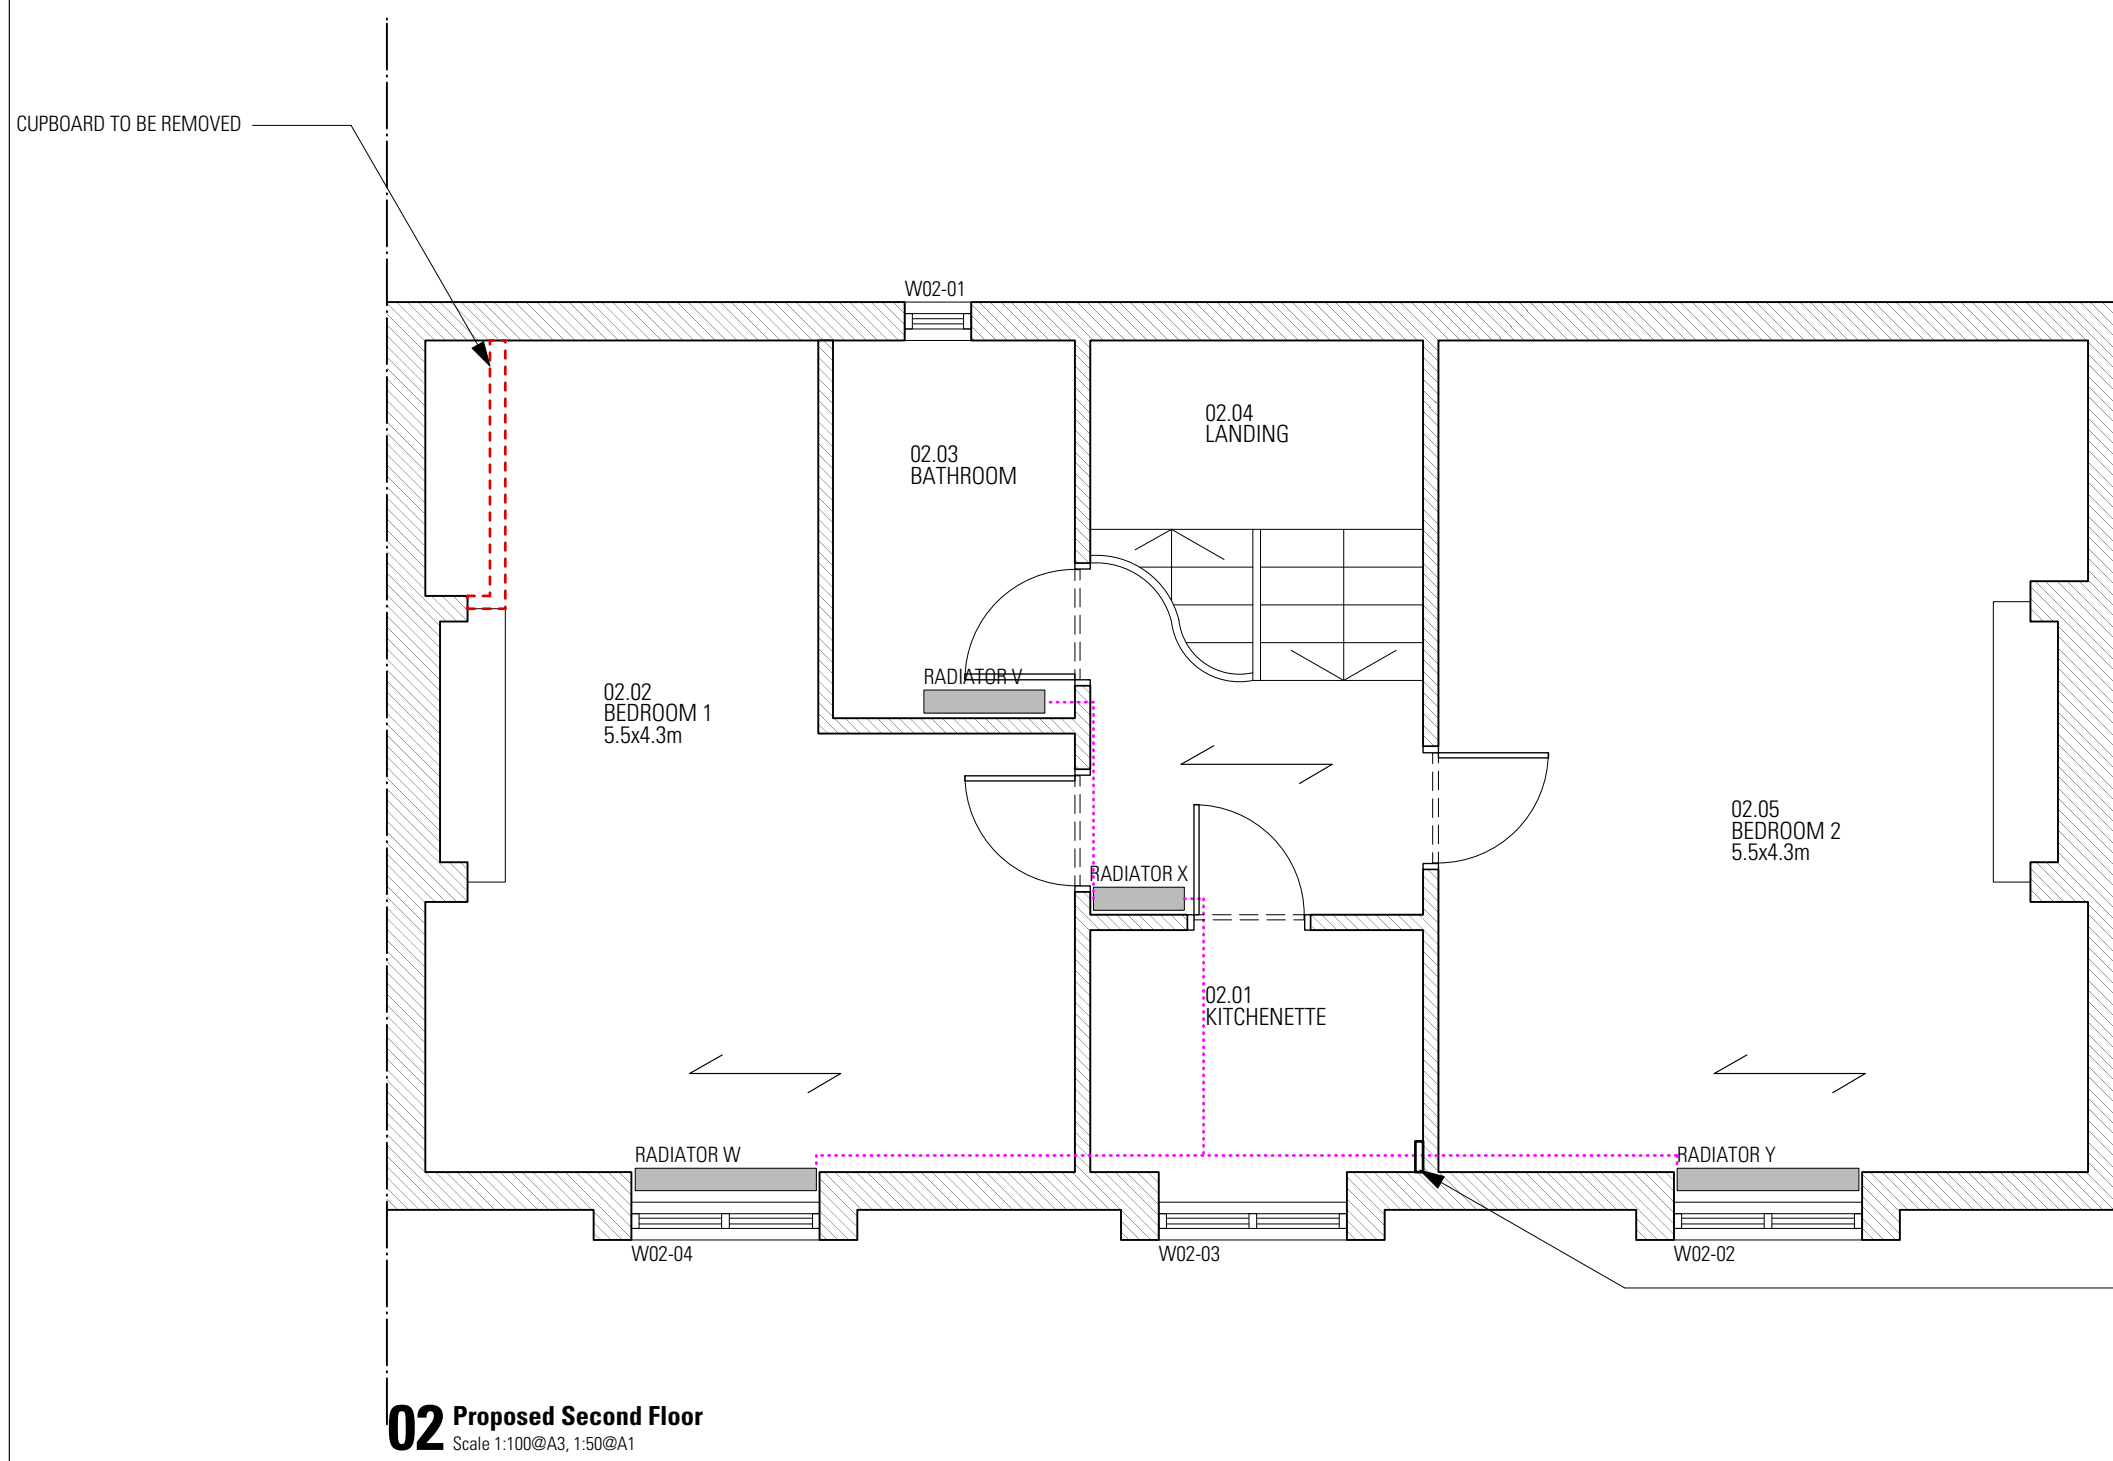 CUPBOARD TO BE REMOVED
W02-01
02.04
LANDING
02.03
BATHROOM
RADIATOR V
02.02
BEDROOM 1
5.5x4.3m
02.05
BEDROOM 2
5.5x4.3m
RADIATOR X
02.01
KITCHENETTE
RADIATOR W
RADIATOR Y
W02-04
W02-03
W02-02
02 Proposed Second Floor
Scale 1:100@A3, 1:50@A1